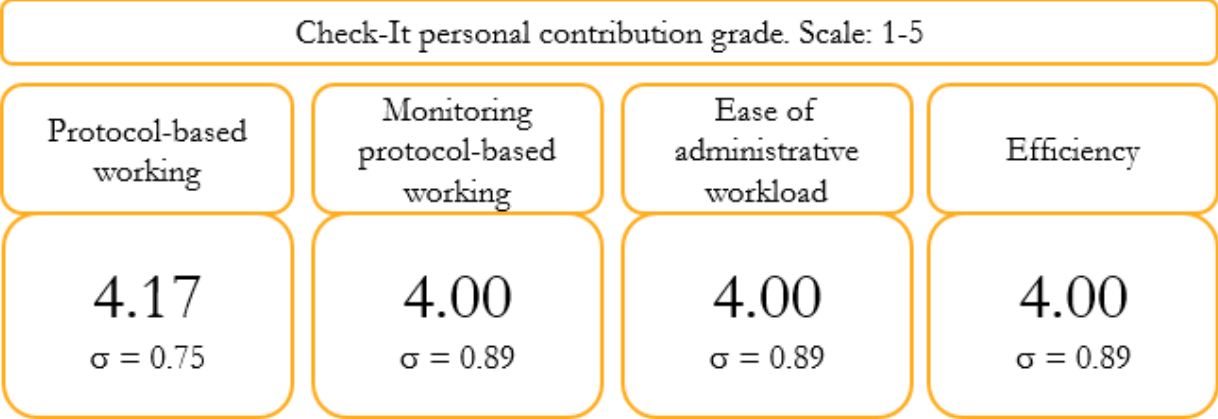 Check-It personal contribution grade. Scale: 1-5
Protocol-based
working
Monitoring
protocol-based
working
Ease of
administrative
workload
Efficiency
4.17
σ = 0.75
4.00
σ = 0.89
4.00
σ = 0.89
4.00
σ = 0.89